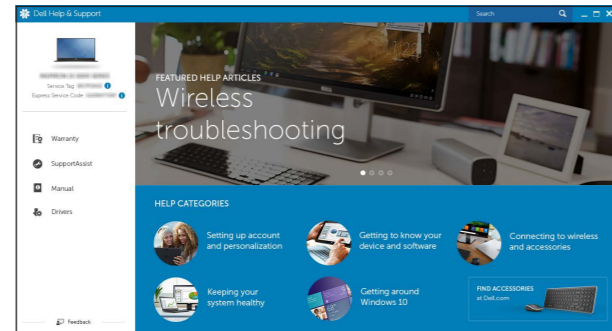 Dell Help & Support
Search
Service Tag:
Express Service Code:
Warranty
SupportAssist
Manual
Drivers
Feedback
FEATURED HELP ARTICLES
Wireless
troubleshooting
HELP CATEGORIES
Setting up account
and personalization
Getting to know your
device and software
Connecting to wireless
and accessories
Keeping your
system healthy
Getting around
Windows 10
FIND ACCESSORIES
at Dell.com